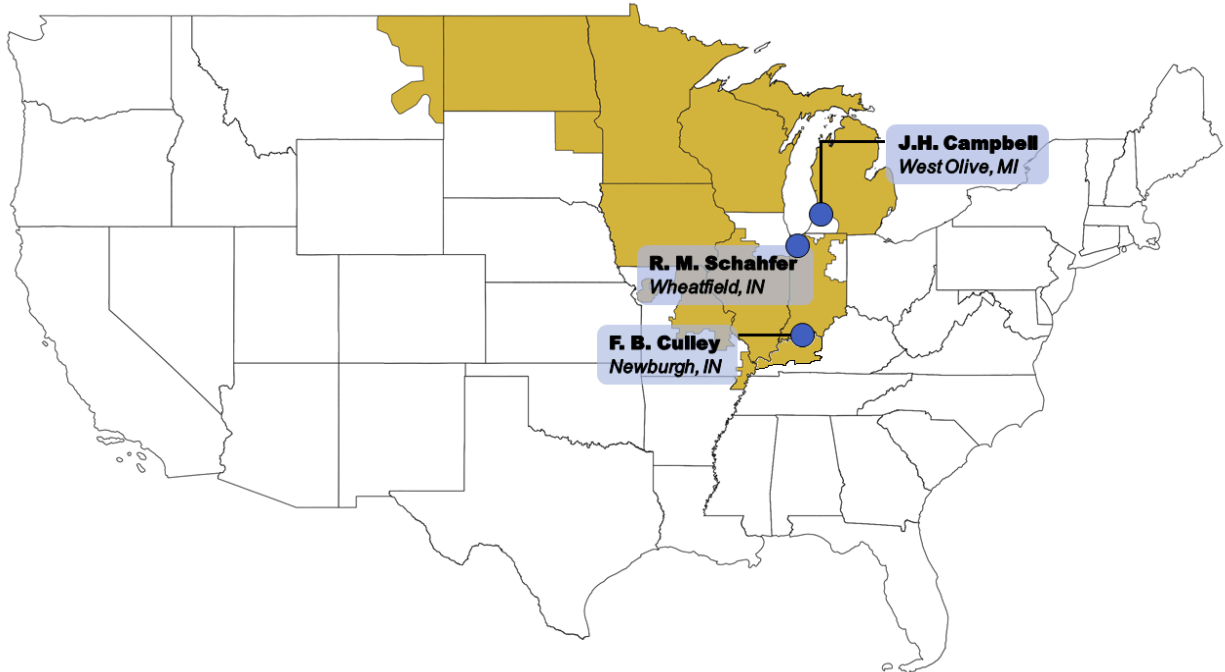 J.H. Campbell
West Olive, MI
R. M. Schahfer
Wheatfield, IN
F. B. Culley
Newburgh, IN